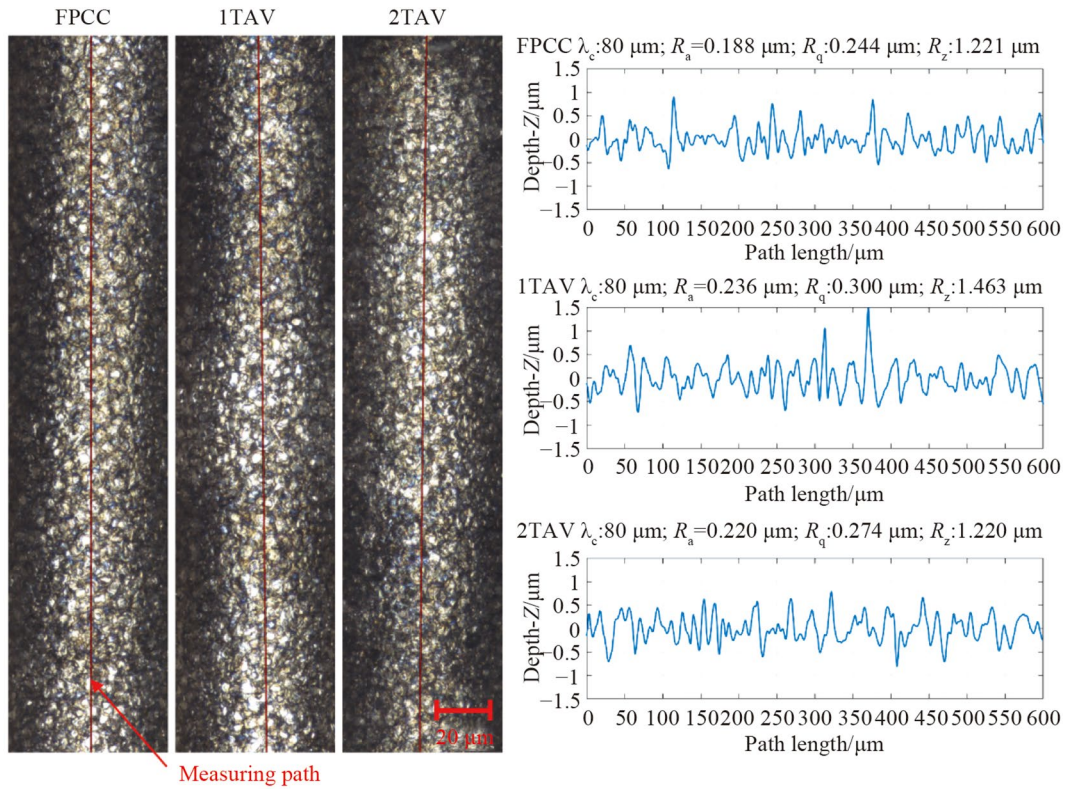 FPCC 1TAV 2TAV
20 μm
Measuring path
FPCC λc:80 μm; Ra=0.188 μm; Rq:0.244 μm; Rz:1.221 μm
1.5
1
0.5
0
−0.5
−1
−1.5
Depth-Z/μm
0 50 100 150 200 250 300 350 400 450 500 550 600
Path length/μm
1TAV λc:80 μm; Ra=0.236 μm; Rq:0.300 μm; Rz:1.463 μm
1.5
1
0.5
0
−0.5
−1
−1.5
Depth-Z/μm
0 50 100 150 200 250 300 350 400 450 500 550 600
Path length/μm
2TAV λc:80 μm; Ra=0.220 μm; Rq:0.274 μm; Rz:1.220 μm
1.5
1
0.5
0
−0.5
−1
−1.5
Depth-Z/μm
0 50 100 150 200 250 300 350 400 450 500 550 600
Path length/μm